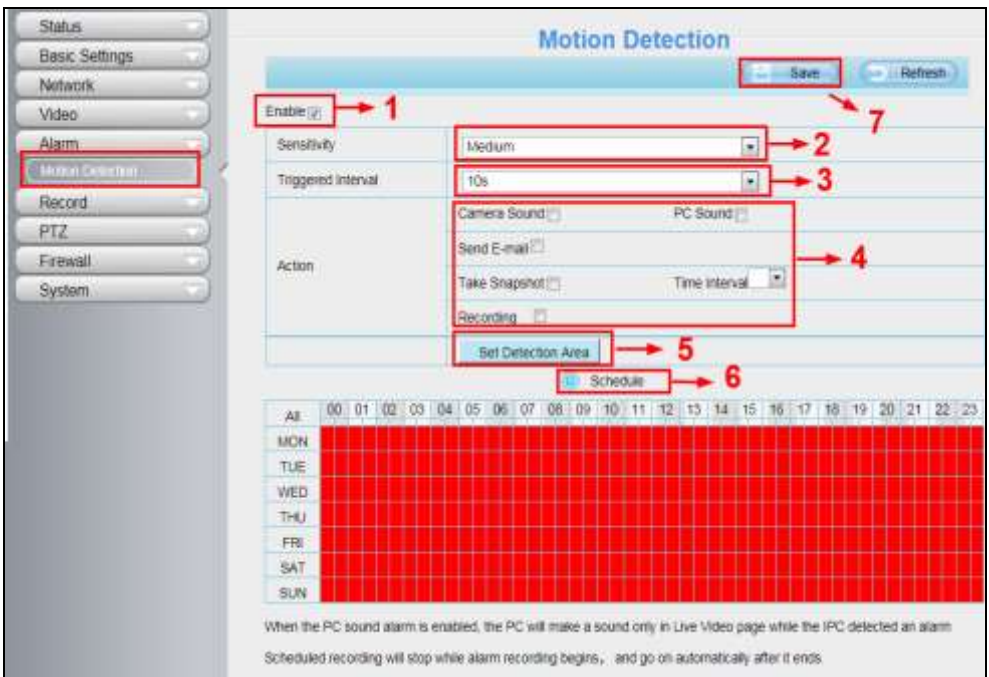 Status
Basic Settings
Network
Video
Alarm
Motion Detection
Record
PTZ
Firewall
System
Motion Detection
Save
Refresh
7
Enable
1
Sensitivity
Medium
2
Triggered Interval
10s
3
Action
Camera Sound PC Sound
Send E-mail
Take Snapshot Time Interval
Recording
4
Set Detection Area
5
Schedule
6
All 00 01 02 03 04 05 06 07 08 09 10 11 12 13 14 15 16 17 18 19 20 21 22 23
MON
TUE
WED
THU
FRI
SAT
SUN
When the PC sound alarm is enabled, the PC will make a sound only in Live Video page while the IPC detected an alarm
Scheduled recording will stop while alarm recording begins, and go on automatically after it ends